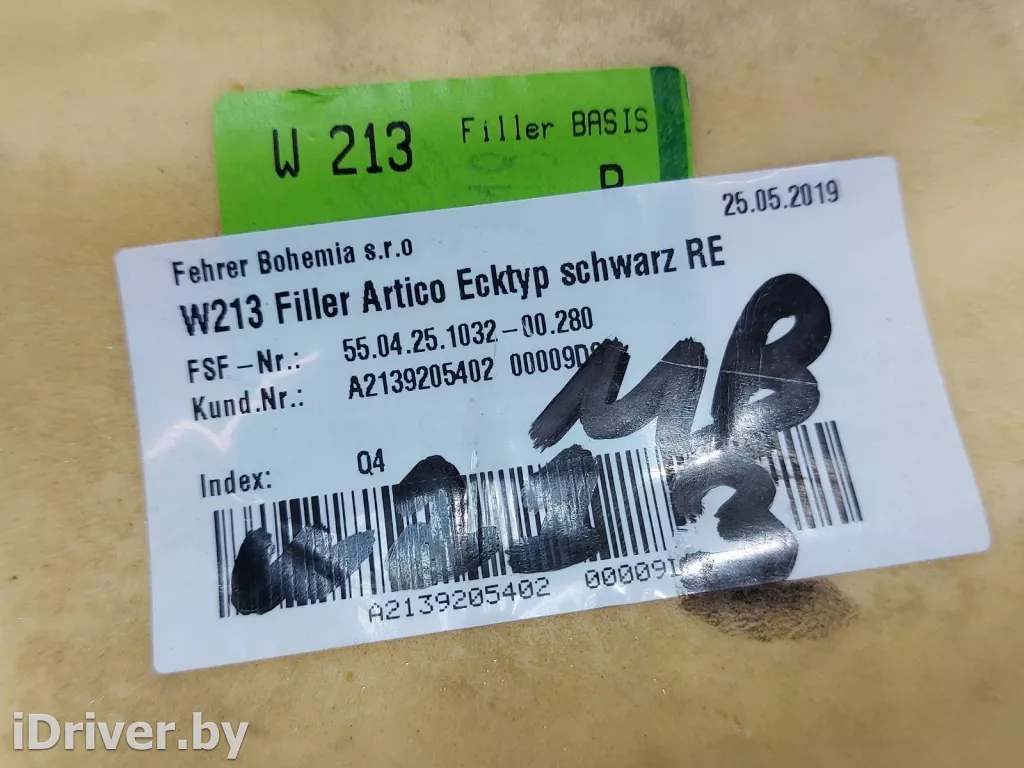 W 213 Filler BASIS
25.05.2019
Fehrer Bohemia s.r.o
W213 Filler Artico Ecktyp schwarz RE
FSF-Nr.: 55.04.25.1032-00.280
Kund.Nr.: A2139205402
MB
Index: Q4
W213
A2139205402
iDriver.by